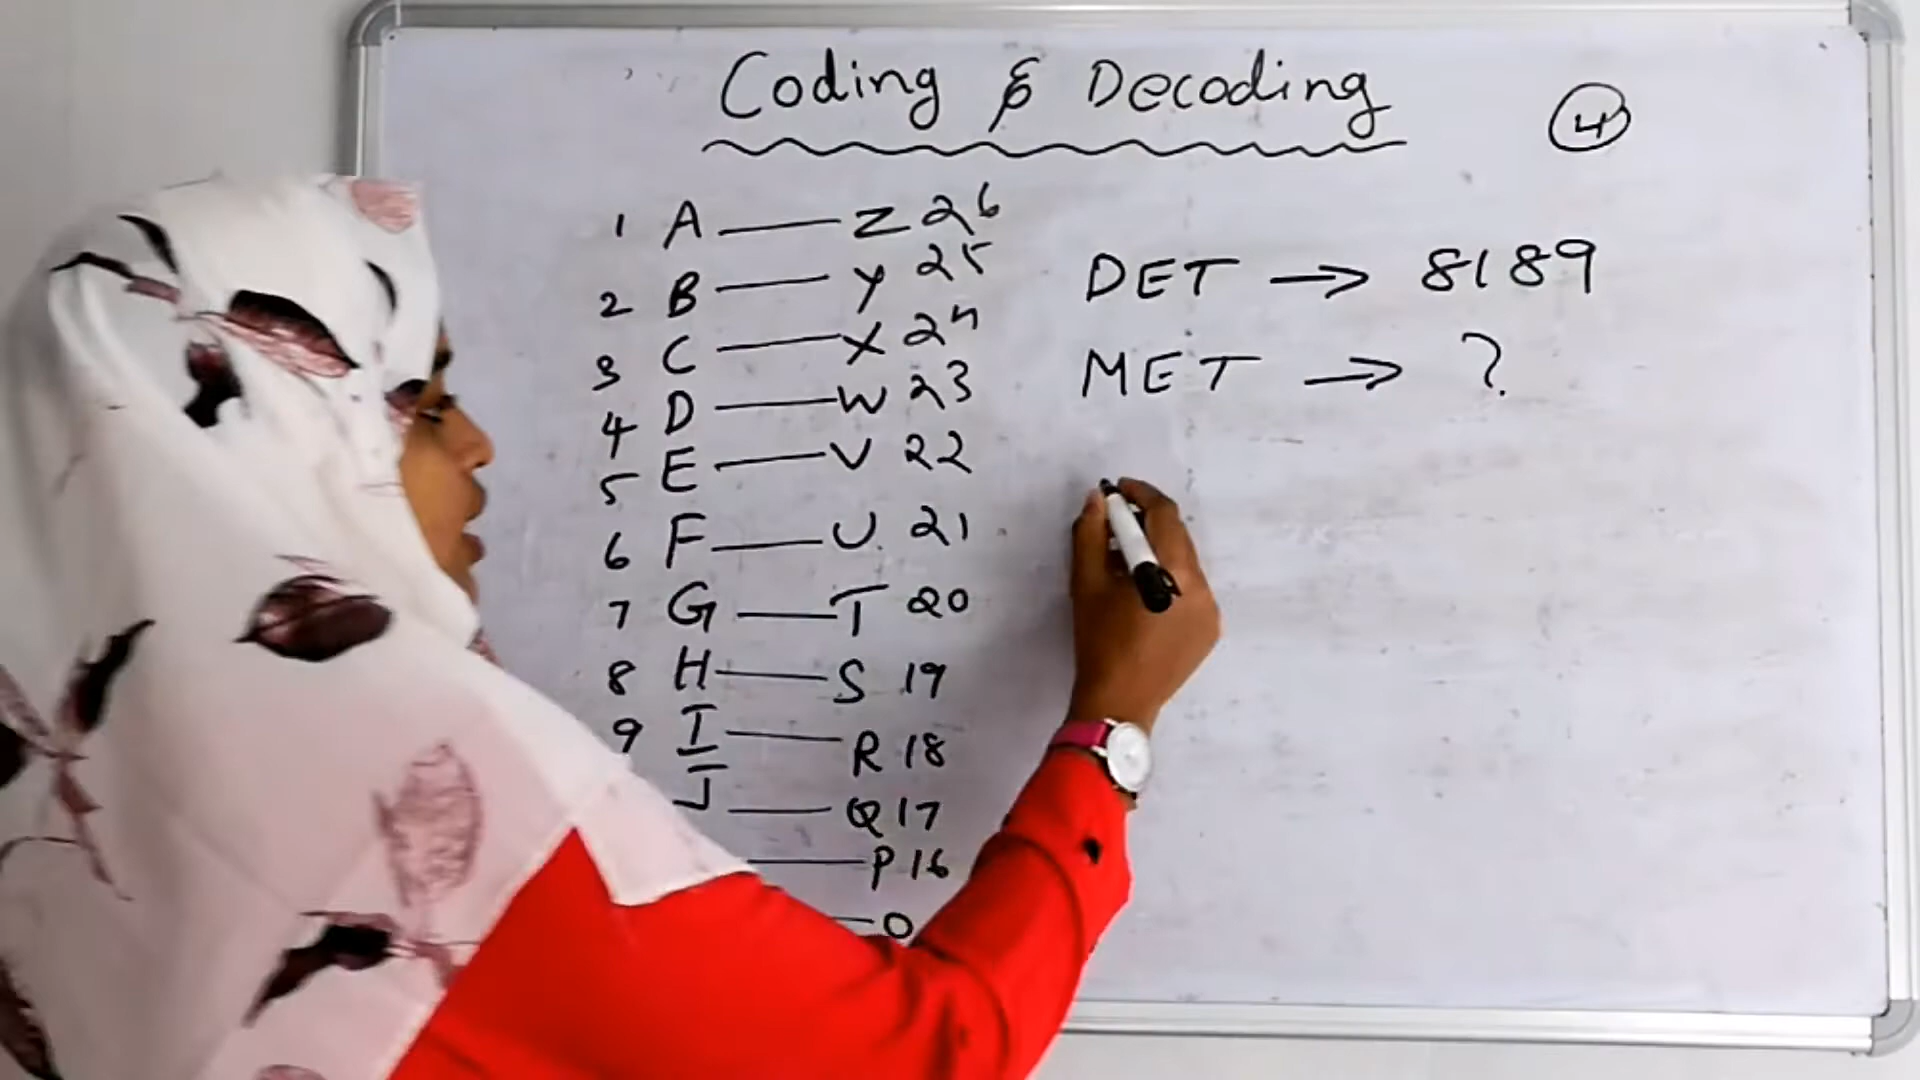 Coding & Decoding
4
1 A — Z 26
2 B — Y 25
3 C — X 24
4 D — W 23
5 E — V 22
6 F — U 21
7 G — T 20
8 H — S 19
9 I — R 18
J — Q 17
— P 16
— O
DET → 8189
MET → ?